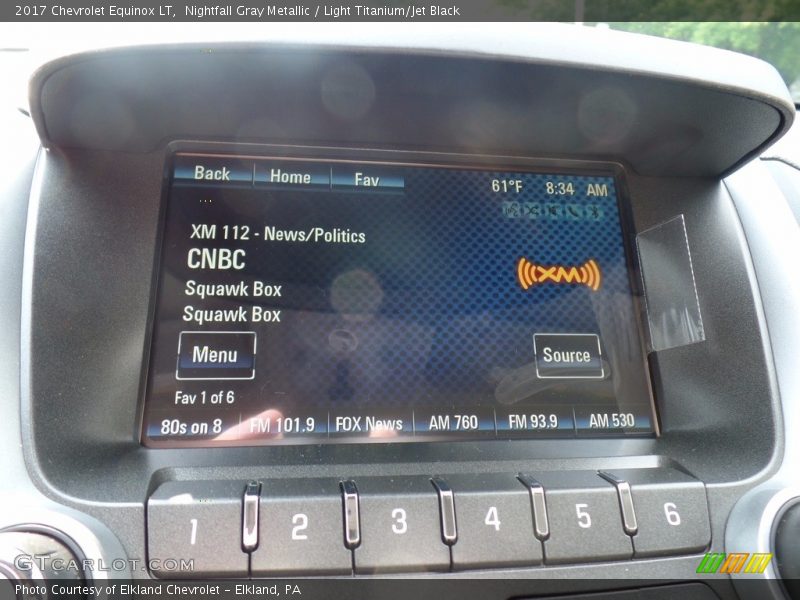 2017 Chevrolet Equinox LT,  Nightfall Gray Metallic / Light Titanium/Jet Black
Back Home Fav
61°F 8:34 AM
XM 112 - News/Politics
CNBC
((XM))
Squawk Box
Squawk Box
Menu Source
Fav 1 of 6
80s on 8 FM 101.9 FOX News AM 760 FM 93.9 AM 530
1 2 3 4 5 6
GTCARLOT.COM
Photo Courtesy of Elkland Chevrolet – Elkland, PA